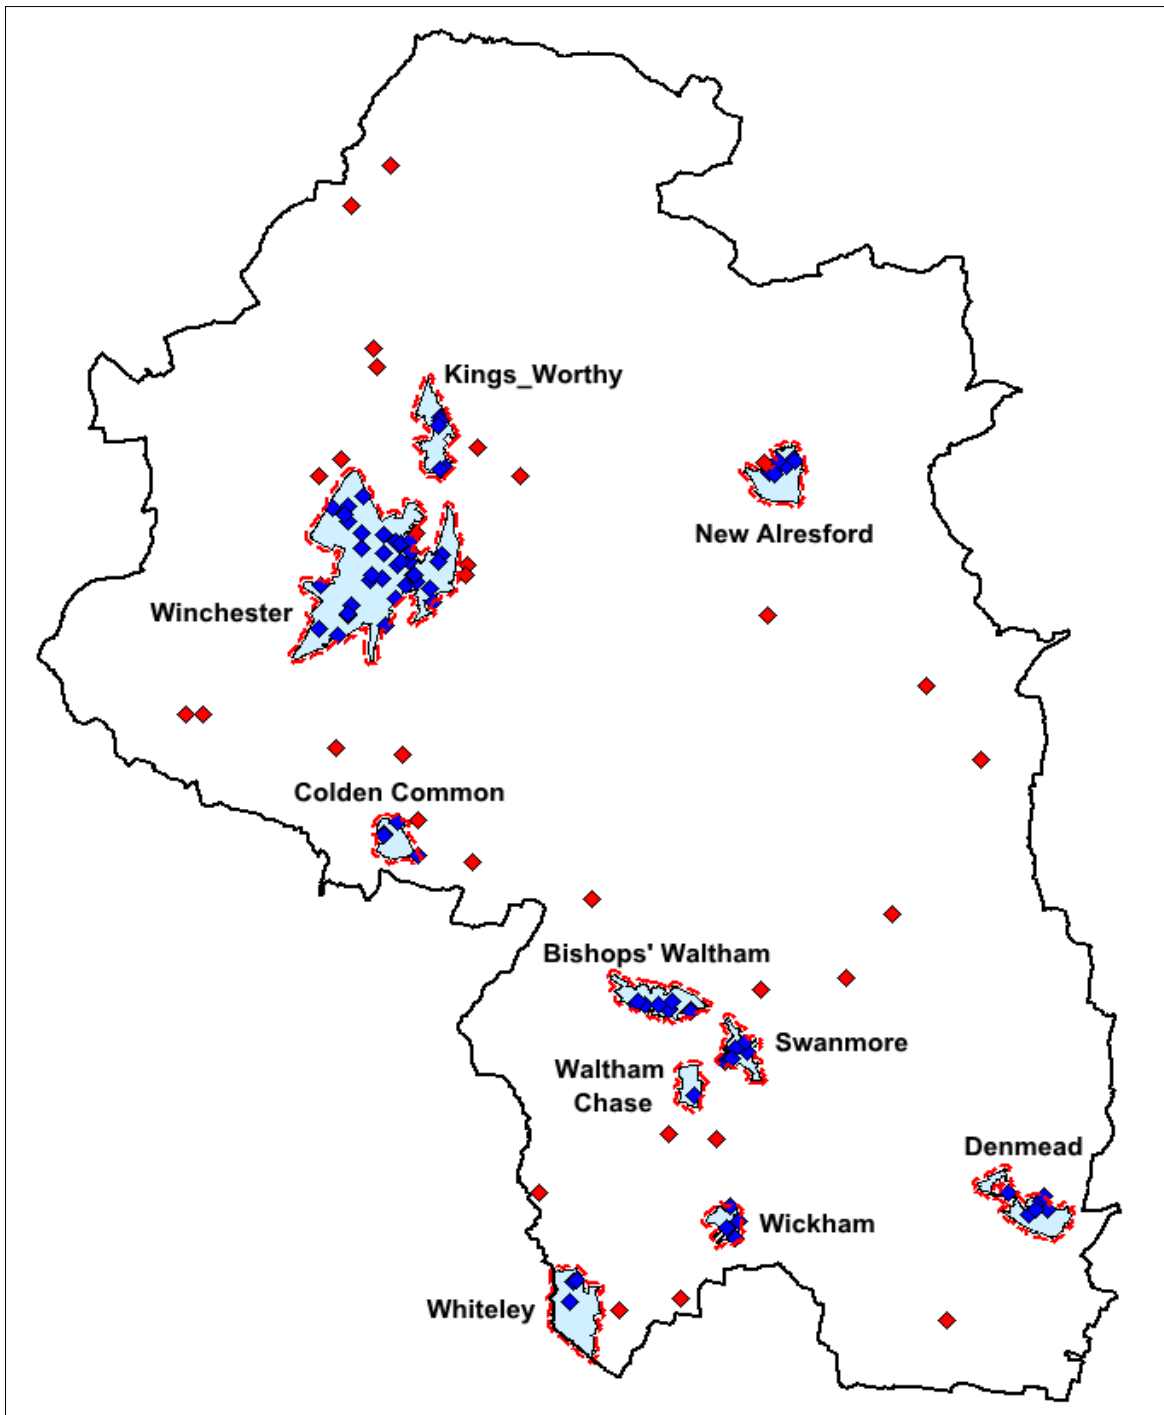 Kings_Worthy
New Alresford
Winchester
Colden Common
Bishops' Waltham
Swanmore
Waltham
Chase
Denmead
Wickham
Whiteley